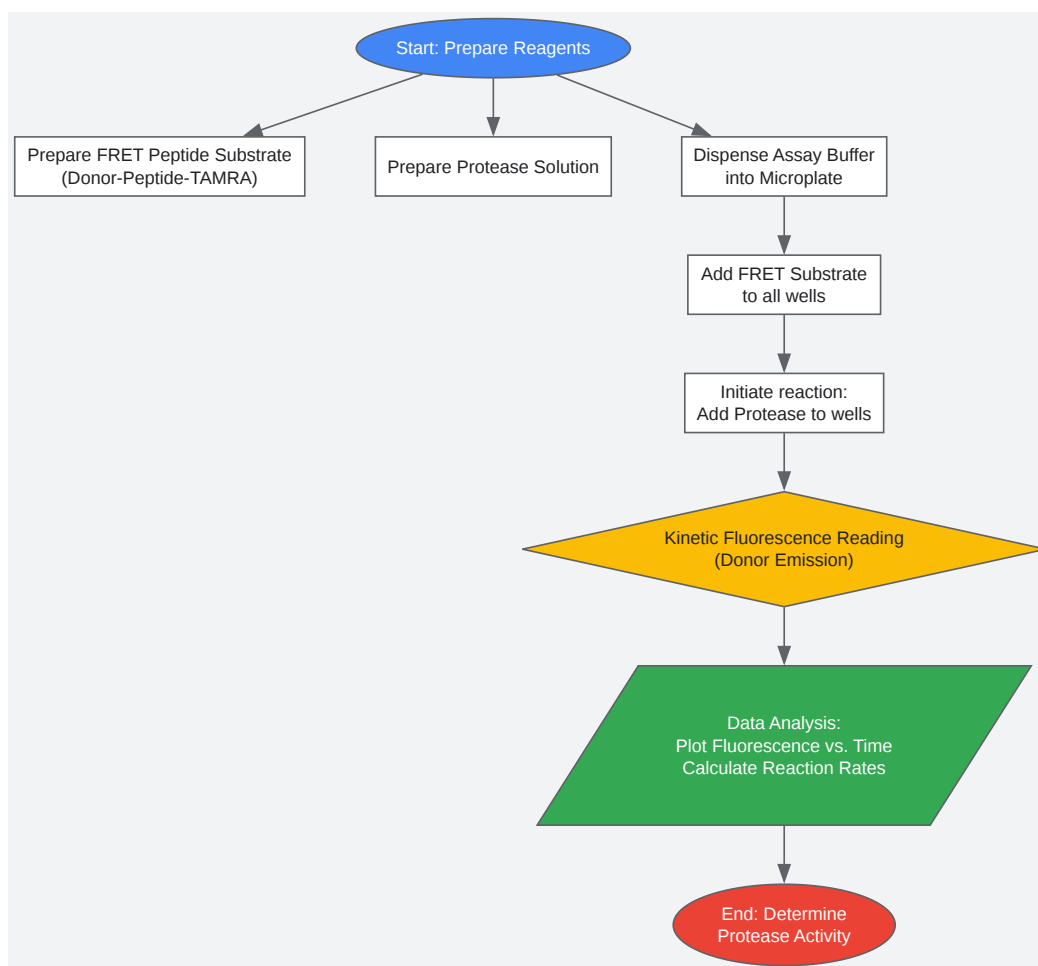 Start: Prepare Reagents
Prepare FRET Peptide Substrate
(Donor-Peptide-TAMRA)
Prepare Protease Solution
Dispense Assay Buffer
into Microplate
Add FRET Substrate
to all wells
Initiate reaction:
Add Protease to wells
Kinetic Fluorescence Reading
(Donor Emission)
Data Analysis:
Plot Fluorescence vs. Time
Calculate Reaction Rates
End: Determine
Protease Activity